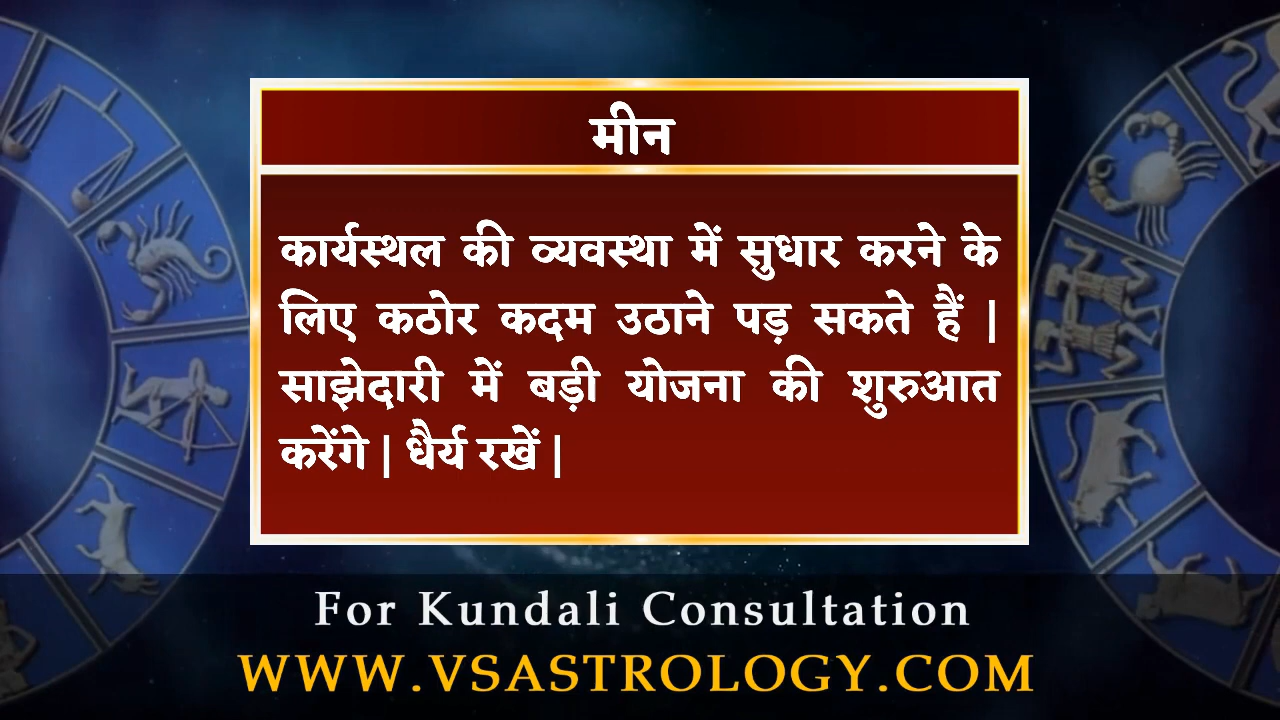 मीन
कार्यस्थल की व्यवस्था में सुधार करने के
लिए कठोर कदम उठाने पड़ सकते हैं |
साझेदारी में बड़ी योजना की शुरुआत
करेंगे | धैर्य रखें |
For Kundali Consultation
WWW.VSASTROLOGY.COM